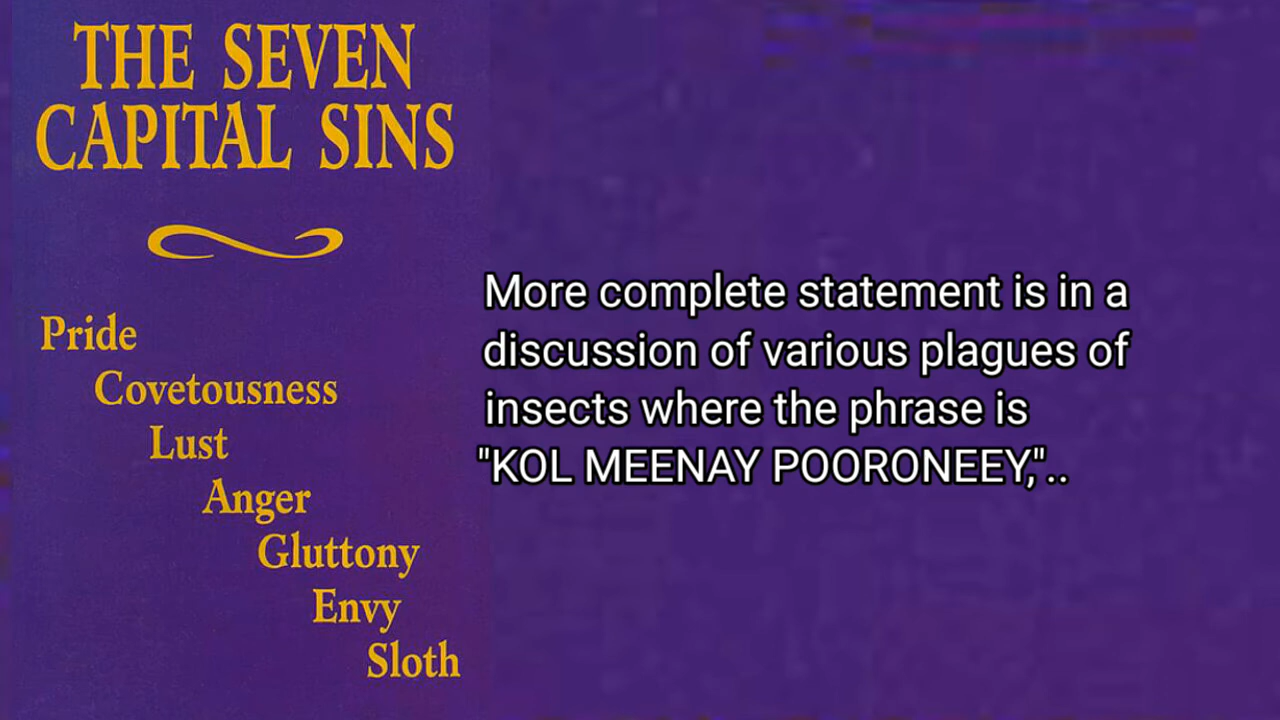 THE SEVEN
CAPITAL SINS
Pride
Covetousness
Lust
Anger
Gluttony
Envy
Sloth
More complete statement is in a
discussion of various plagues of
insects where the phrase is
"KOL MEENAY POORONEEY,"..